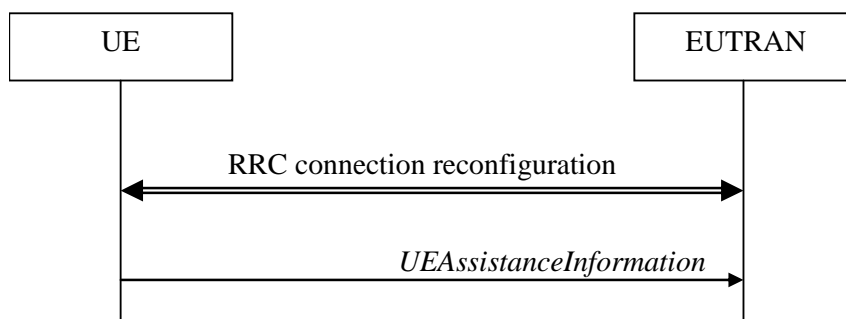 UE
EUTRAN
RRC connection reconfiguration
UEAssistanceInformation